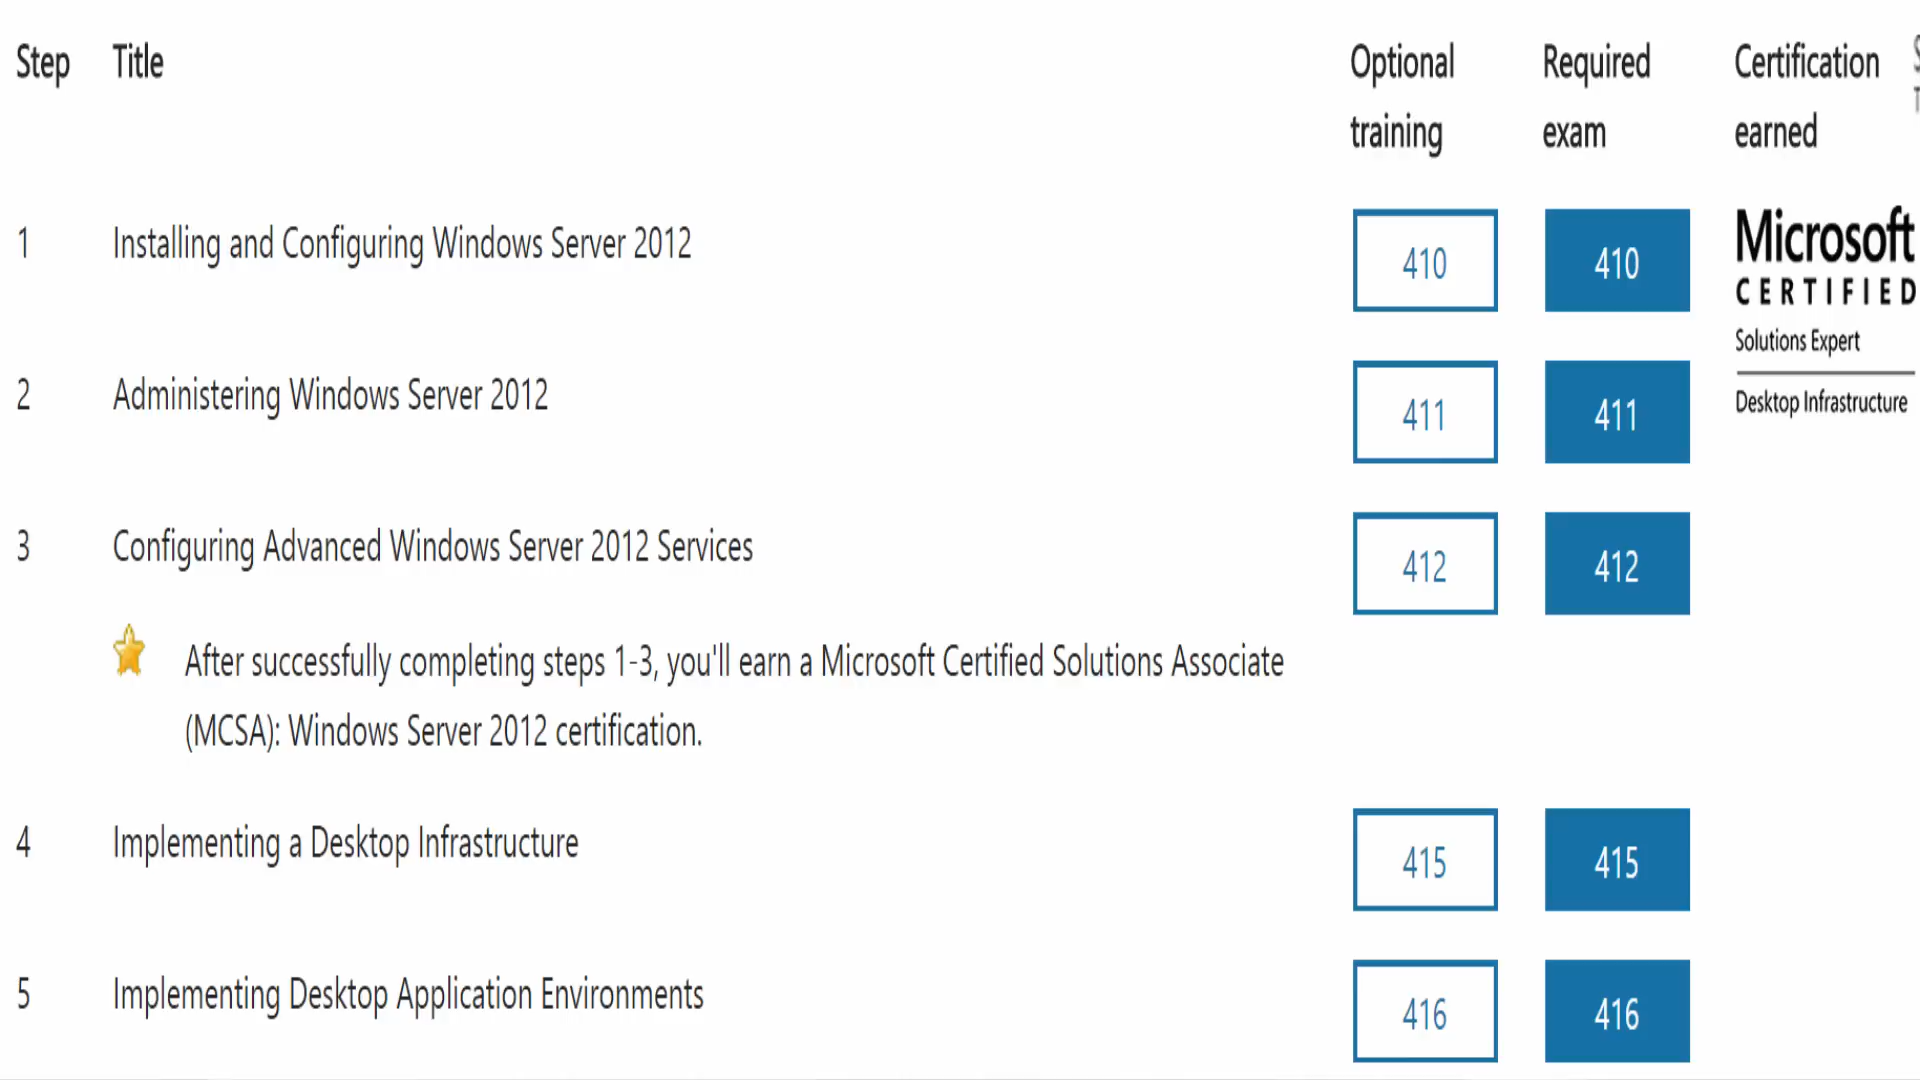 Step Title Optional Required Certification
training exam earned
1 Installing and Configuring Windows Server 2012 410 410
Microsoft
CERTIFIED
Solutions Expert
Desktop Infrastructure
2 Administering Windows Server 2012 411 411
3 Configuring Advanced Windows Server 2012 Services 412 412
After successfully completing steps 1-3, you'll earn a Microsoft Certified Solutions Associate
(MCSA): Windows Server 2012 certification.
4 Implementing a Desktop Infrastructure 415 415
5 Implementing Desktop Application Environments 416 416